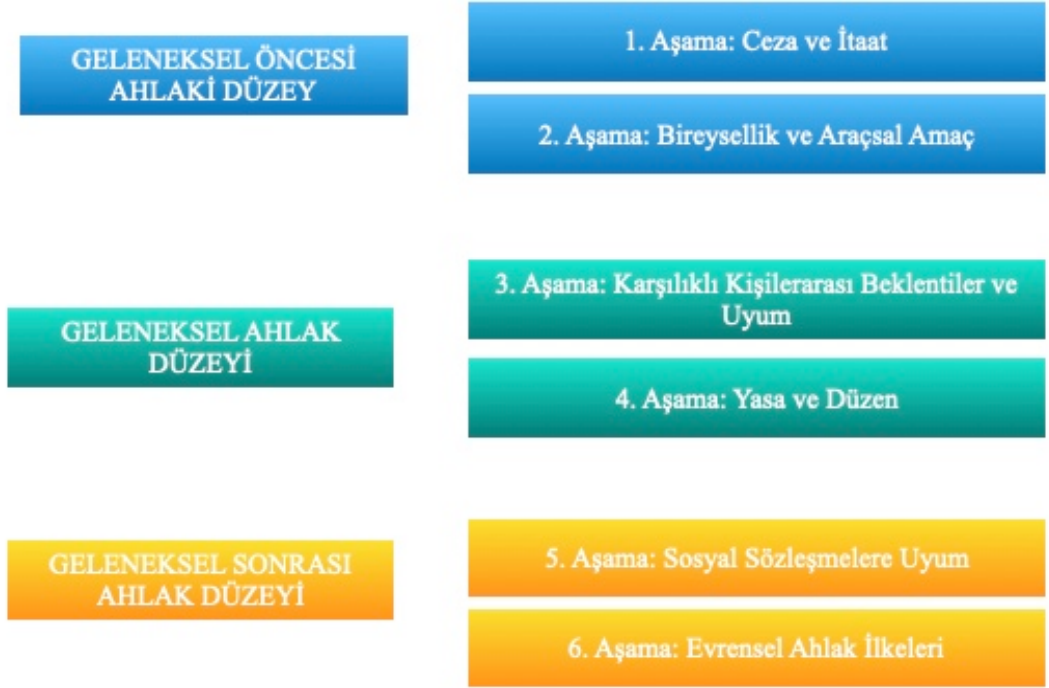 GELENEKSEL ÖNCESİ
AHLAKİ DÜZEY
1. Aşama: Ceza ve İtaat
2. Aşama: Bireysellik ve Araçsal Amaç
GELENEKSEL AHLAK
DÜZEYİ
3. Aşama: Karşılıklı Kişilerarası Beklentiler ve
Uyum
4. Aşama: Yasa ve Düzen
GELENEKSEL SONRASI
AHLAK DÜZEYİ
5. Aşama: Sosyal Sözleşmelere Uyum
6. Aşama: Evrensel Ahlak İlkeleri